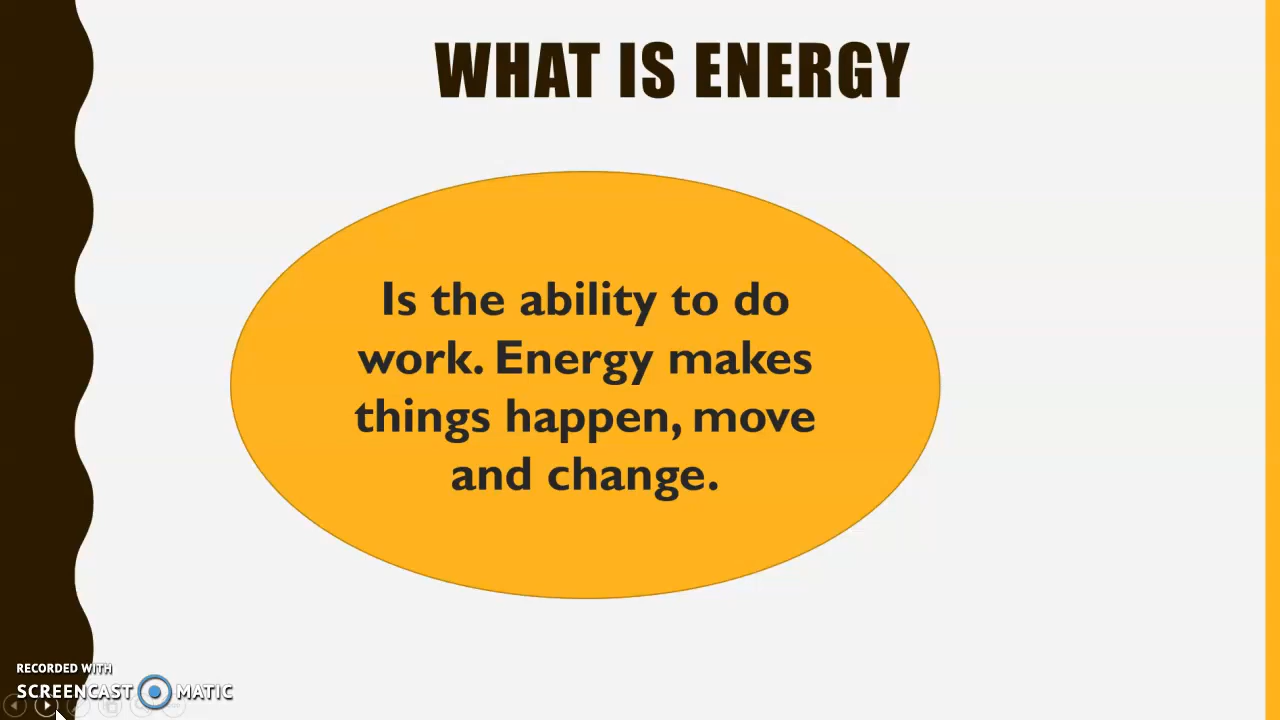 WHAT IS ENERGY
Is the ability to do
work. Energy makes
things happen, move
and change.
RECORDED WITH
SCREENCAST MATIC